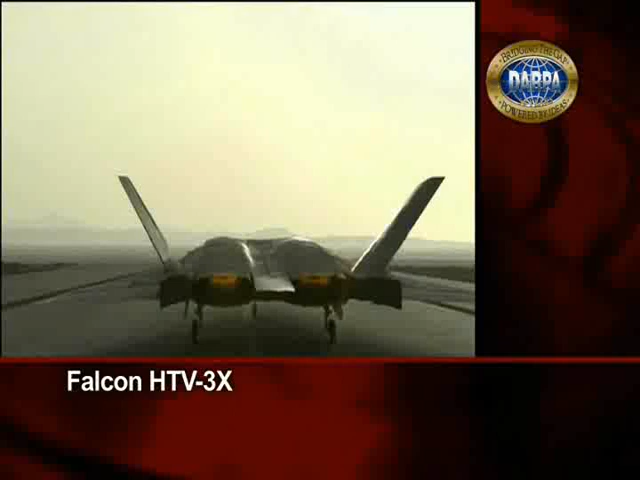 BRIDGING THE GAP
DARPA
POWERED BY IDEAS
Falcon HTV-3X